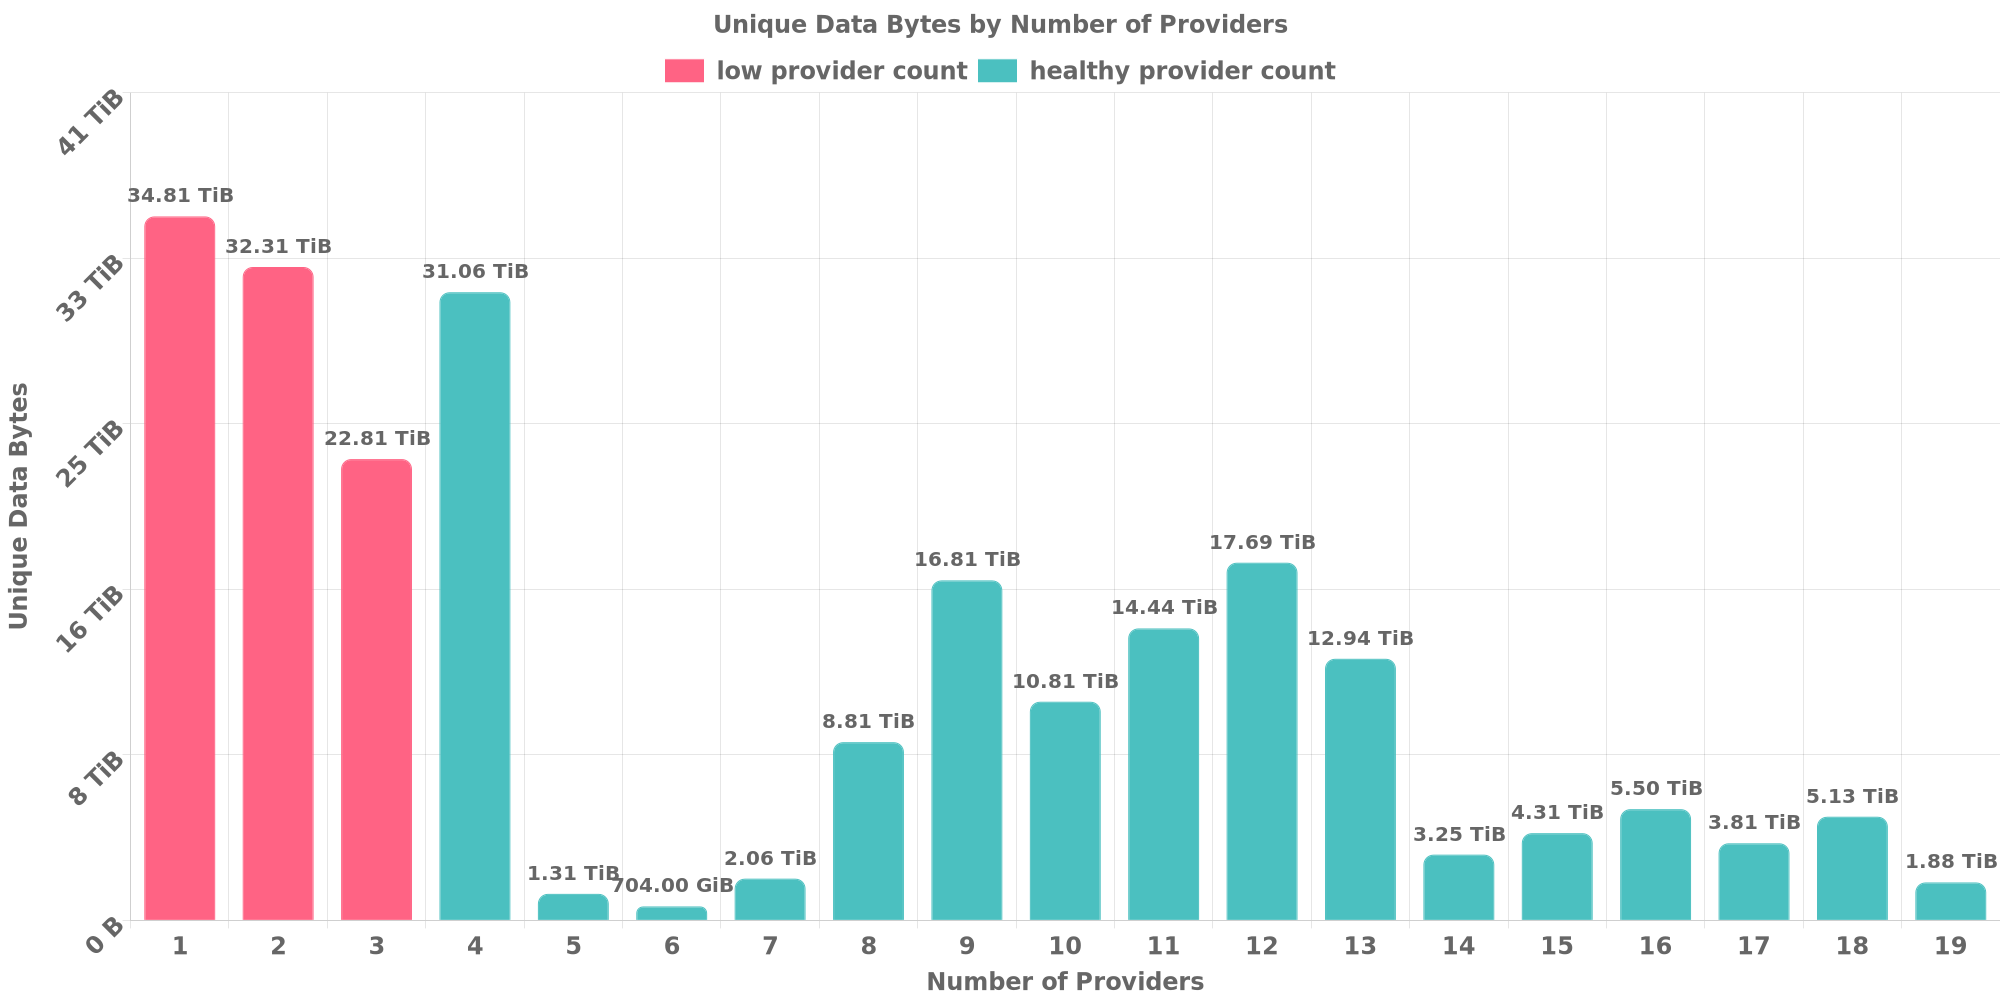 Unique Data Bytes by Number of Providers
low provider count healthy provider count
41 TiB
33 TiB
25 TiB
16 TiB
8 TiB
0 B
Unique Data Bytes
34.81 TiB
32.31 TiB
22.81 TiB
31.06 TiB
1.31 TiB
704.00 GiB
2.06 TiB
8.81 TiB
16.81 TiB
10.81 TiB
14.44 TiB
17.69 TiB
12.94 TiB
3.25 TiB
4.31 TiB
5.50 TiB
3.81 TiB
5.13 TiB
1.88 TiB
1 2 3 4 5 6 7 8 9 10 11 12 13 14 15 16 17 18 19
Number of Providers